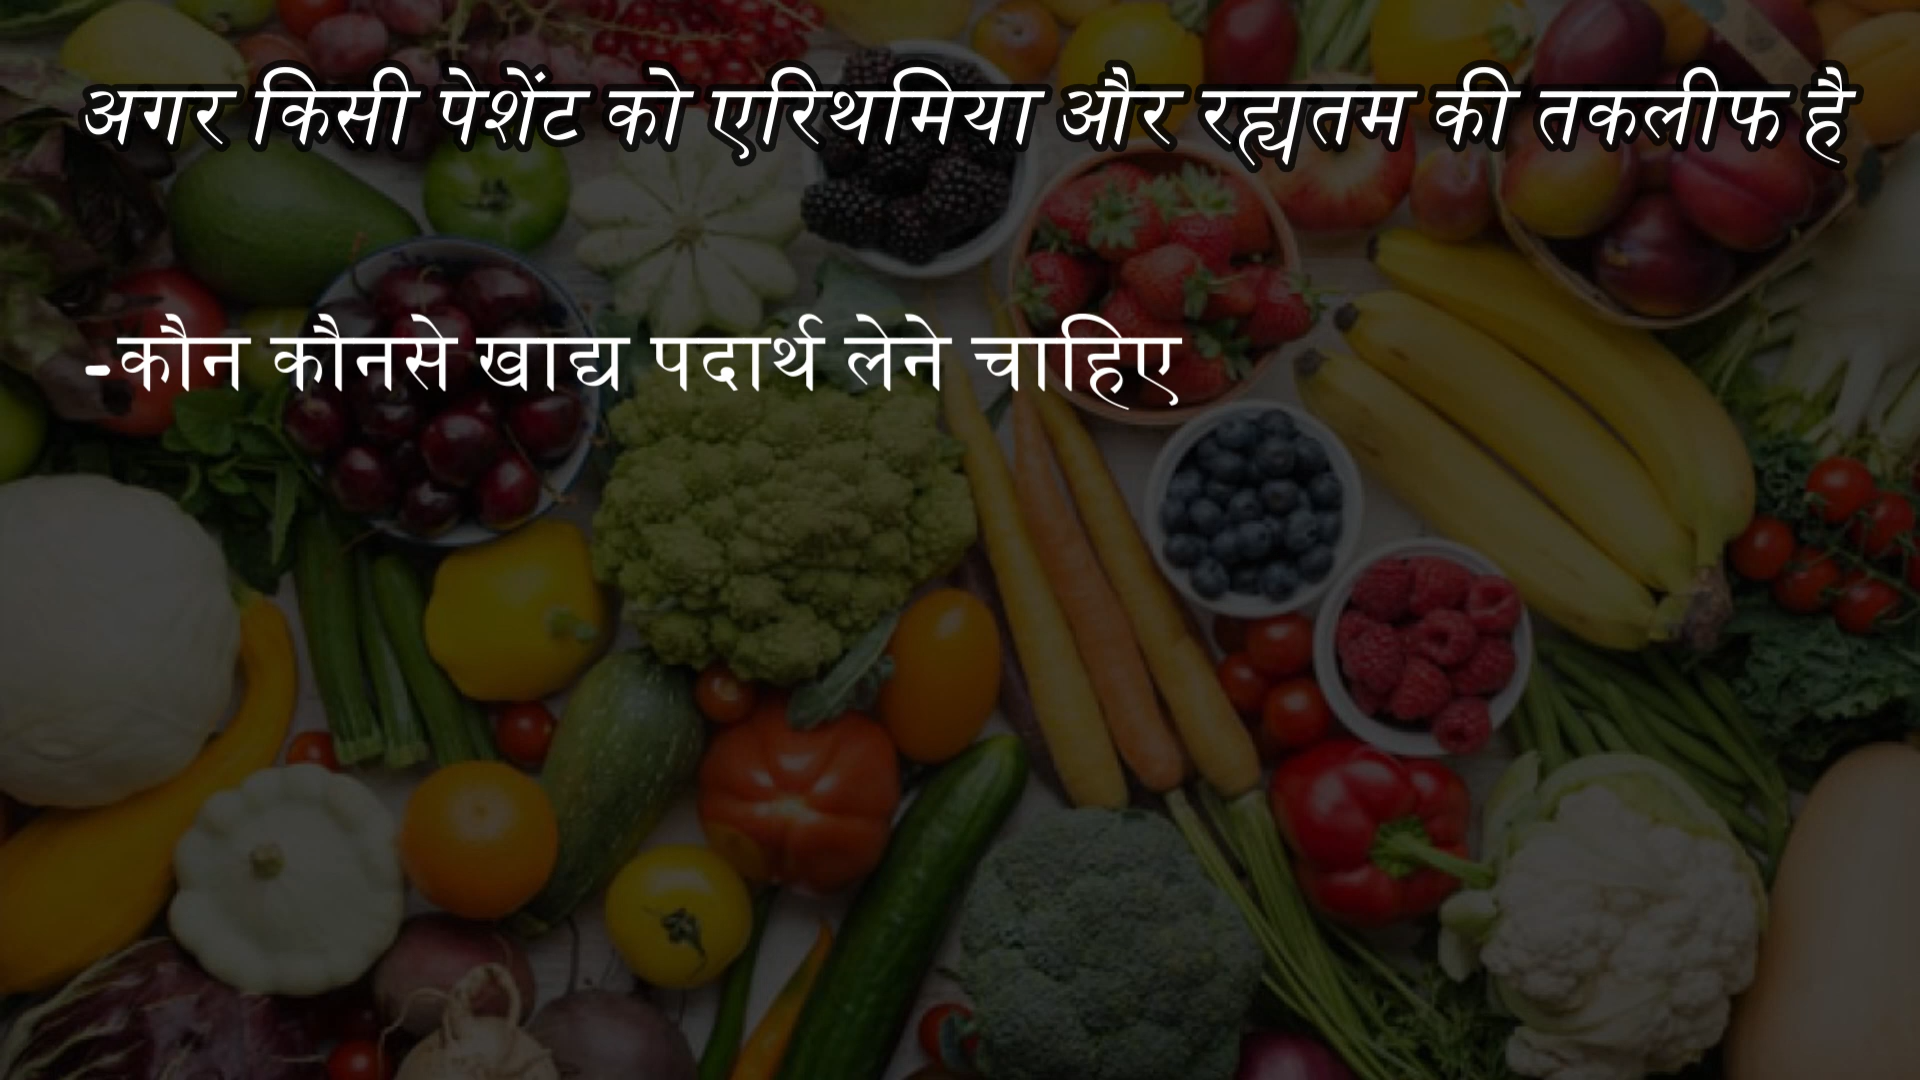 अगर किसी पेशेंट को एरिथमिया और रह्यतम की तकलीफ है
-कौन कौनसे खाद्य पदार्थ लेने चाहिए